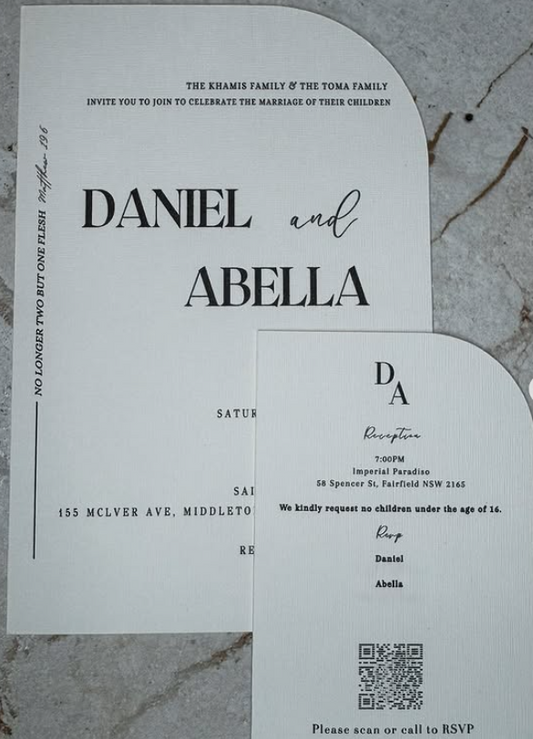 THE KHAMIS FAMILY & THE TOMA FAMILY
INVITE YOU TO JOIN TO CELEBRATE THE MARRIAGE OF THEIR CHILDREN
NO LONGER TWO BUT ONE FLESH Matthew 19 6
DANIEL and
ABELLA
SATUR
SAI
155 MCLVER AVE, MIDDLETO
RE
D
A
Reception
7:00PM
Imperial Paradiso
58 Spencer St, Fairfield NSW 2165
We kindly request no children under the age of 16.
Rsvp
Daniel
Abella
Please scan or call to RSVP